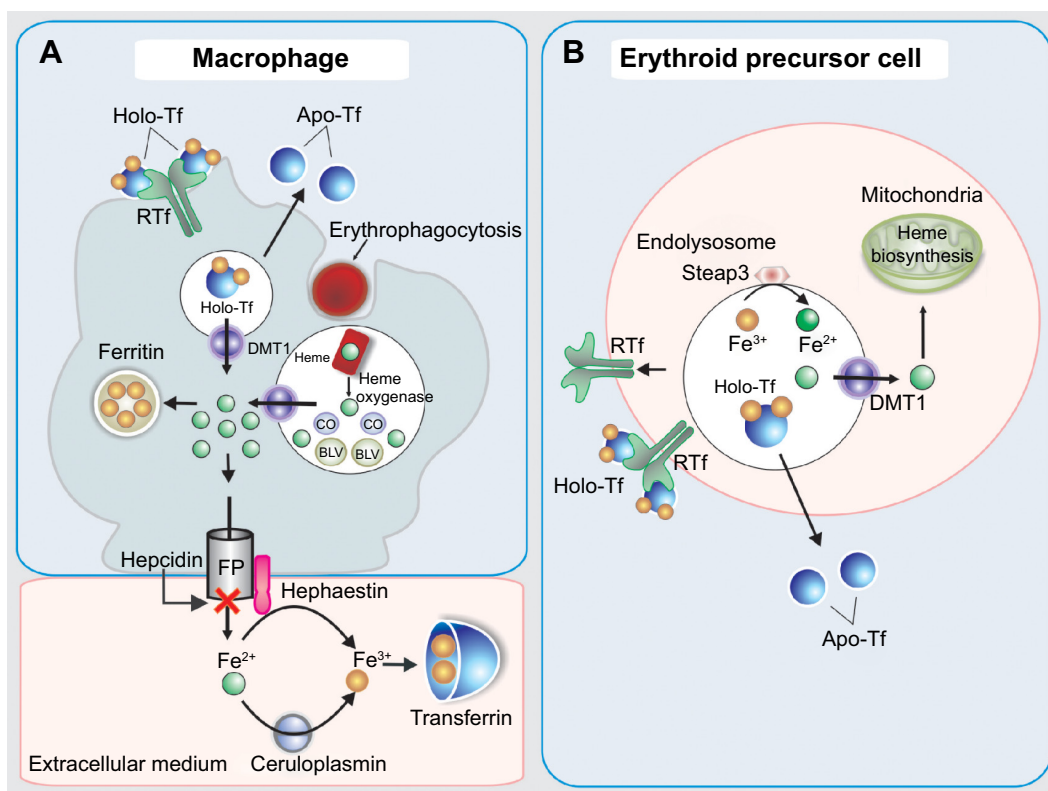 A
Macrophage
Holo-Tf
Apo-Tf
RTf
Erythrophagocytosis
Holo-Tf
DMT1
Ferritin
Heme
Heme
oxygenase
CO
CO
BLV
BLV
Hepcidin
FP
Hephaestin
Fe²⁺
Fe³⁺
Transferrin
Extracellular medium
Ceruloplasmin
B
Erythroid precursor cell
Mitochondria
Heme
biosynthesis
Endolysosome
Steap3
Fe³⁺
Fe²⁺
RTf
Holo-Tf
DMT1
RTf
Holo-Tf
Apo-Tf